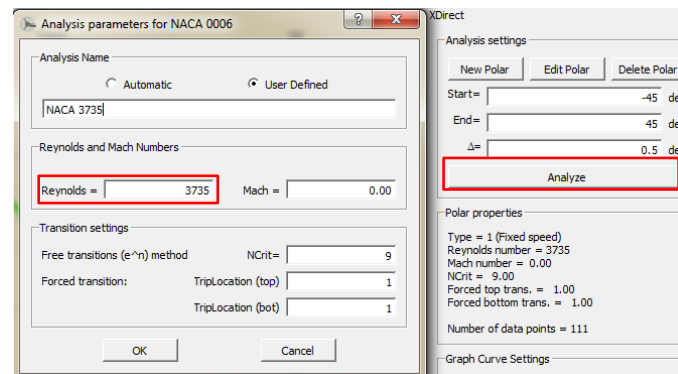 Analysis parameters for NACA 0006
Analysis Name
Automatic User Defined
NACA 3735
Reynolds and Mach Numbers
Reynolds = 3735 Mach = 0.00
Transition settings
Free transitions (e^n) method NCrit= 9
Forced transition: TripLocation (top) 1
TripLocation (bot) 1
OK Cancel
XDirect
Analysis settings
New Polar Edit Polar Delete Polar
Start= -45 de
End= 45 de
Δ= 0.5 de
Analyze
Polar properties
Type = 1 (Fixed speed)
Reynolds number = 3735
Mach number = 0.00
NCrit = 9.00
Forced top trans. = 1.00
Forced bottom trans. = 1.00
Number of data points = 111
Graph Curve Settings